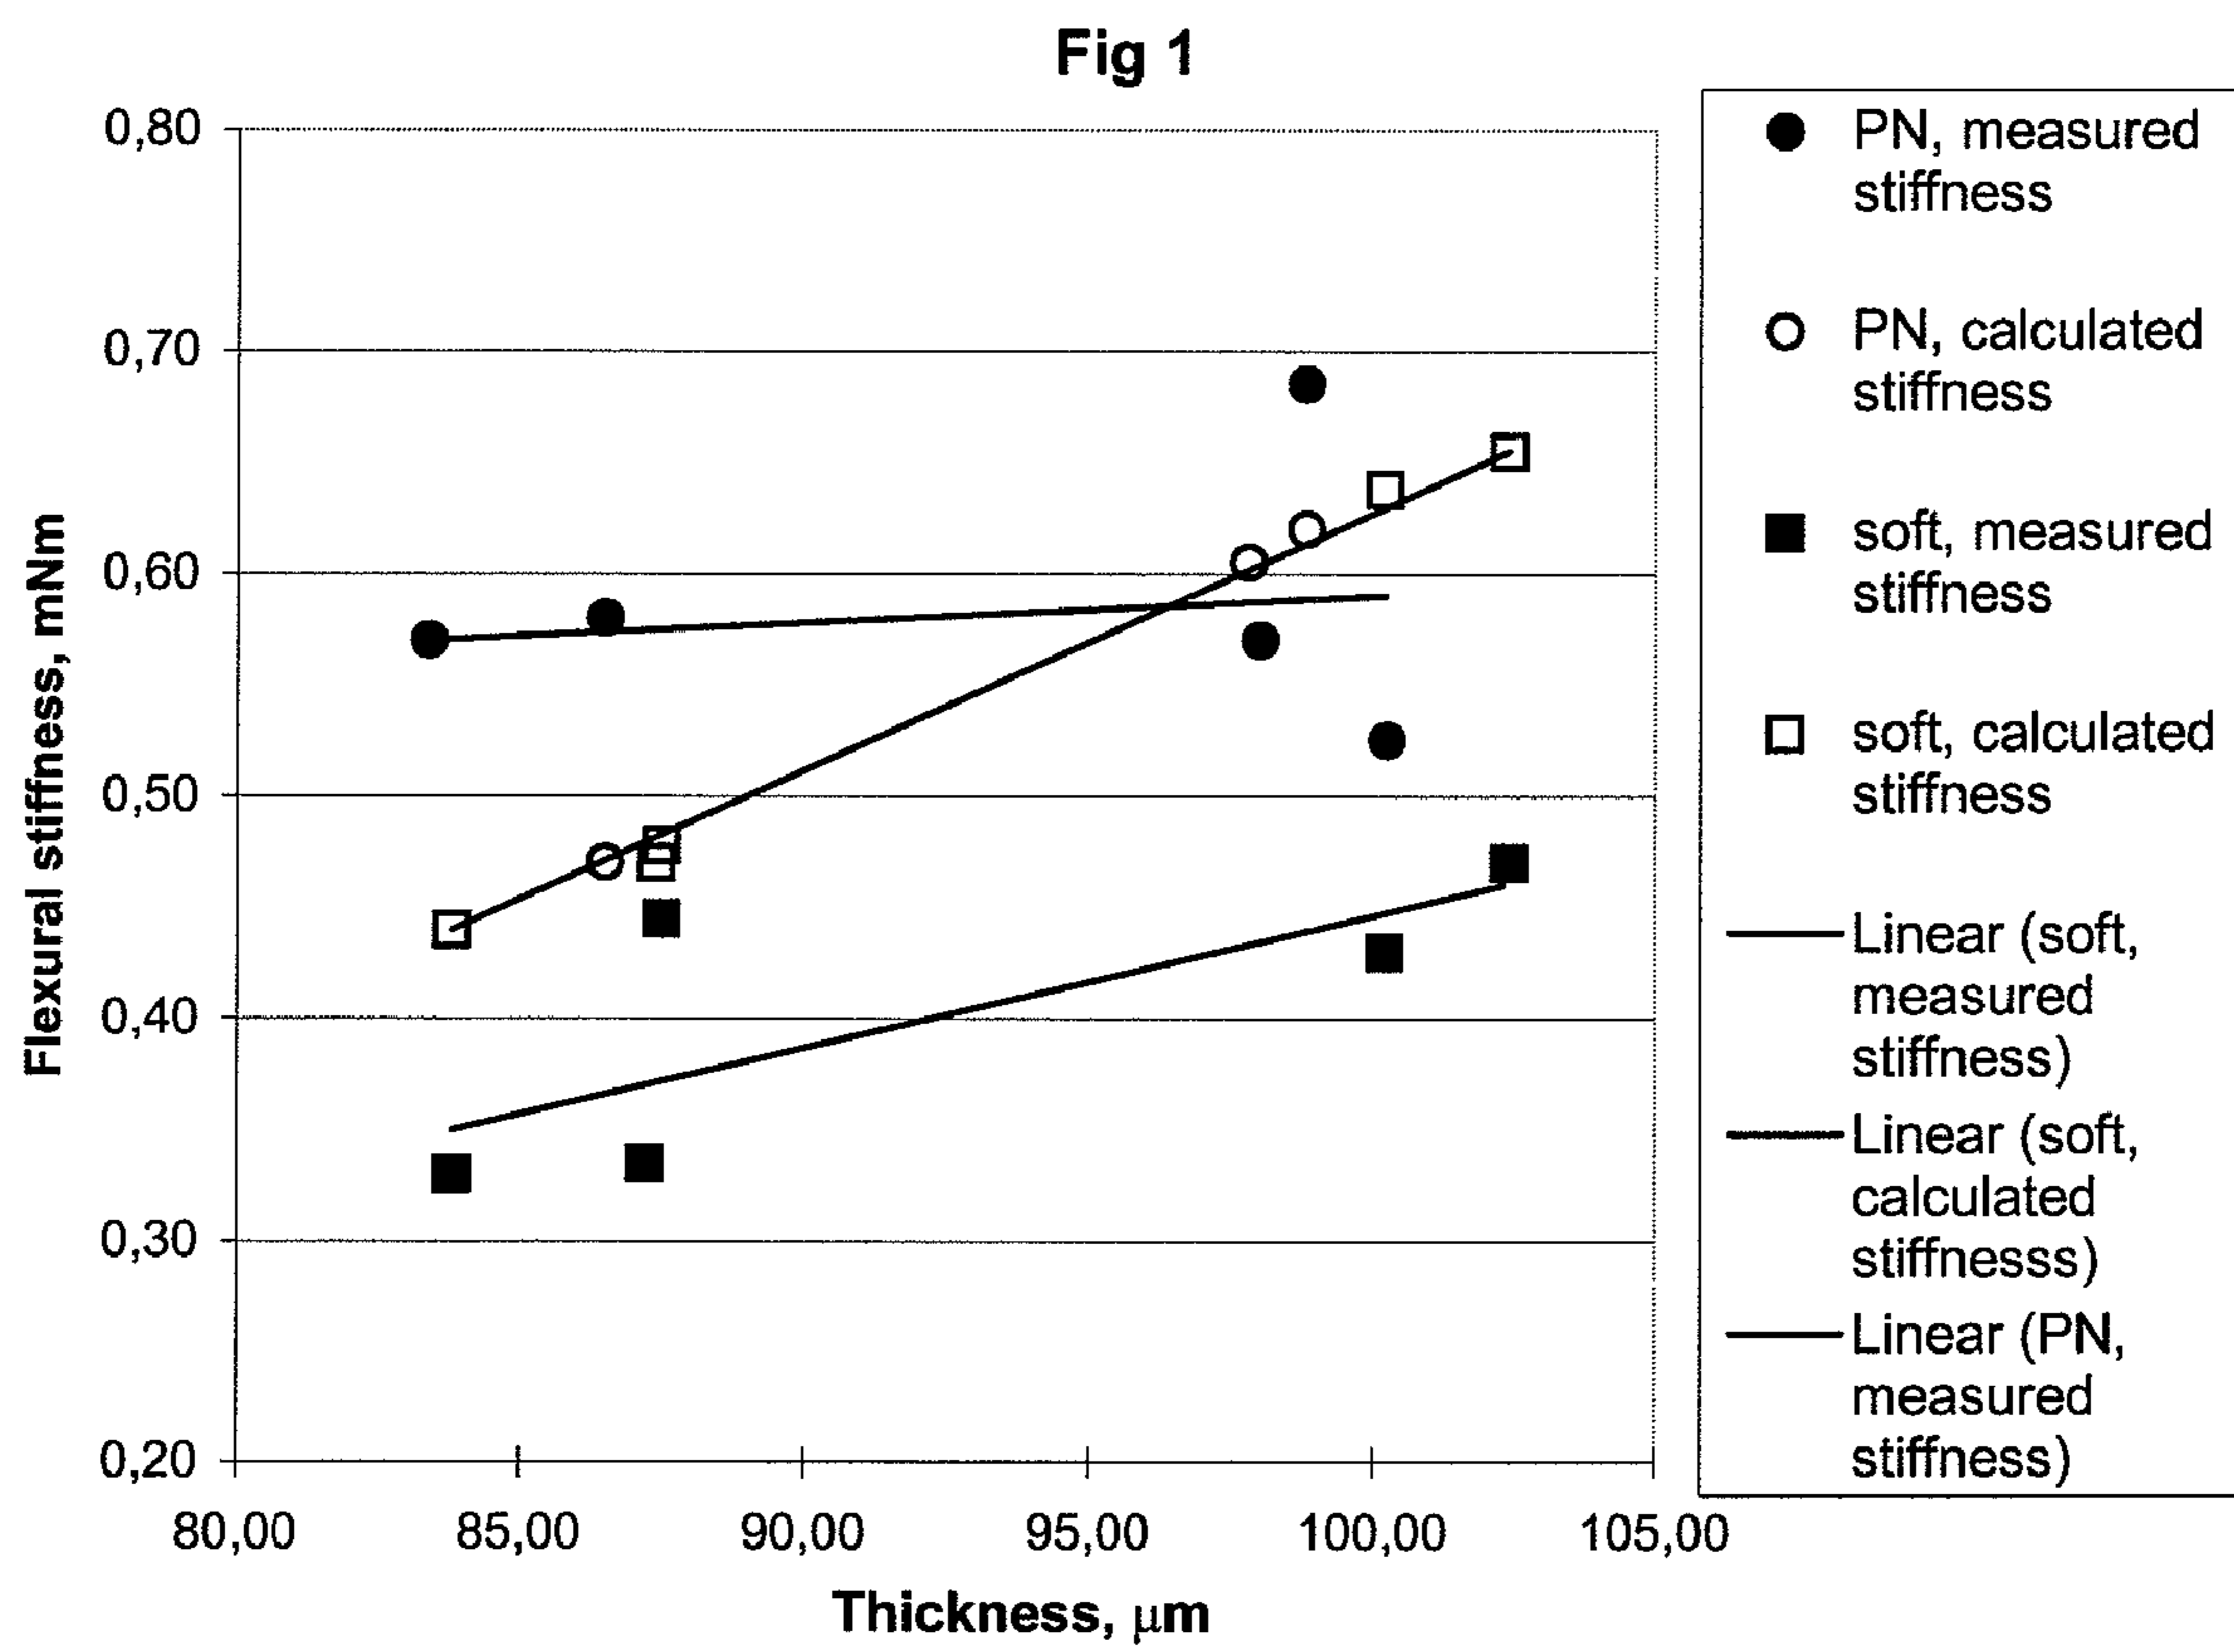 Fig 1
0,80
0,70
0,60
0,50
0,40
0,30
0,20
Flexural stiffness, mNm
80,00
85,00
90,00
95,00
100,00
105,00
Thickness, μm
PN, measured
stiffness
PN, calculated
stiffness
soft, measured
stiffness
soft, calculated
stiffness
Linear (soft,
measured
stiffness)
Linear (soft,
calculated
stiffnesss)
Linear (PN,
measured
stiffness)